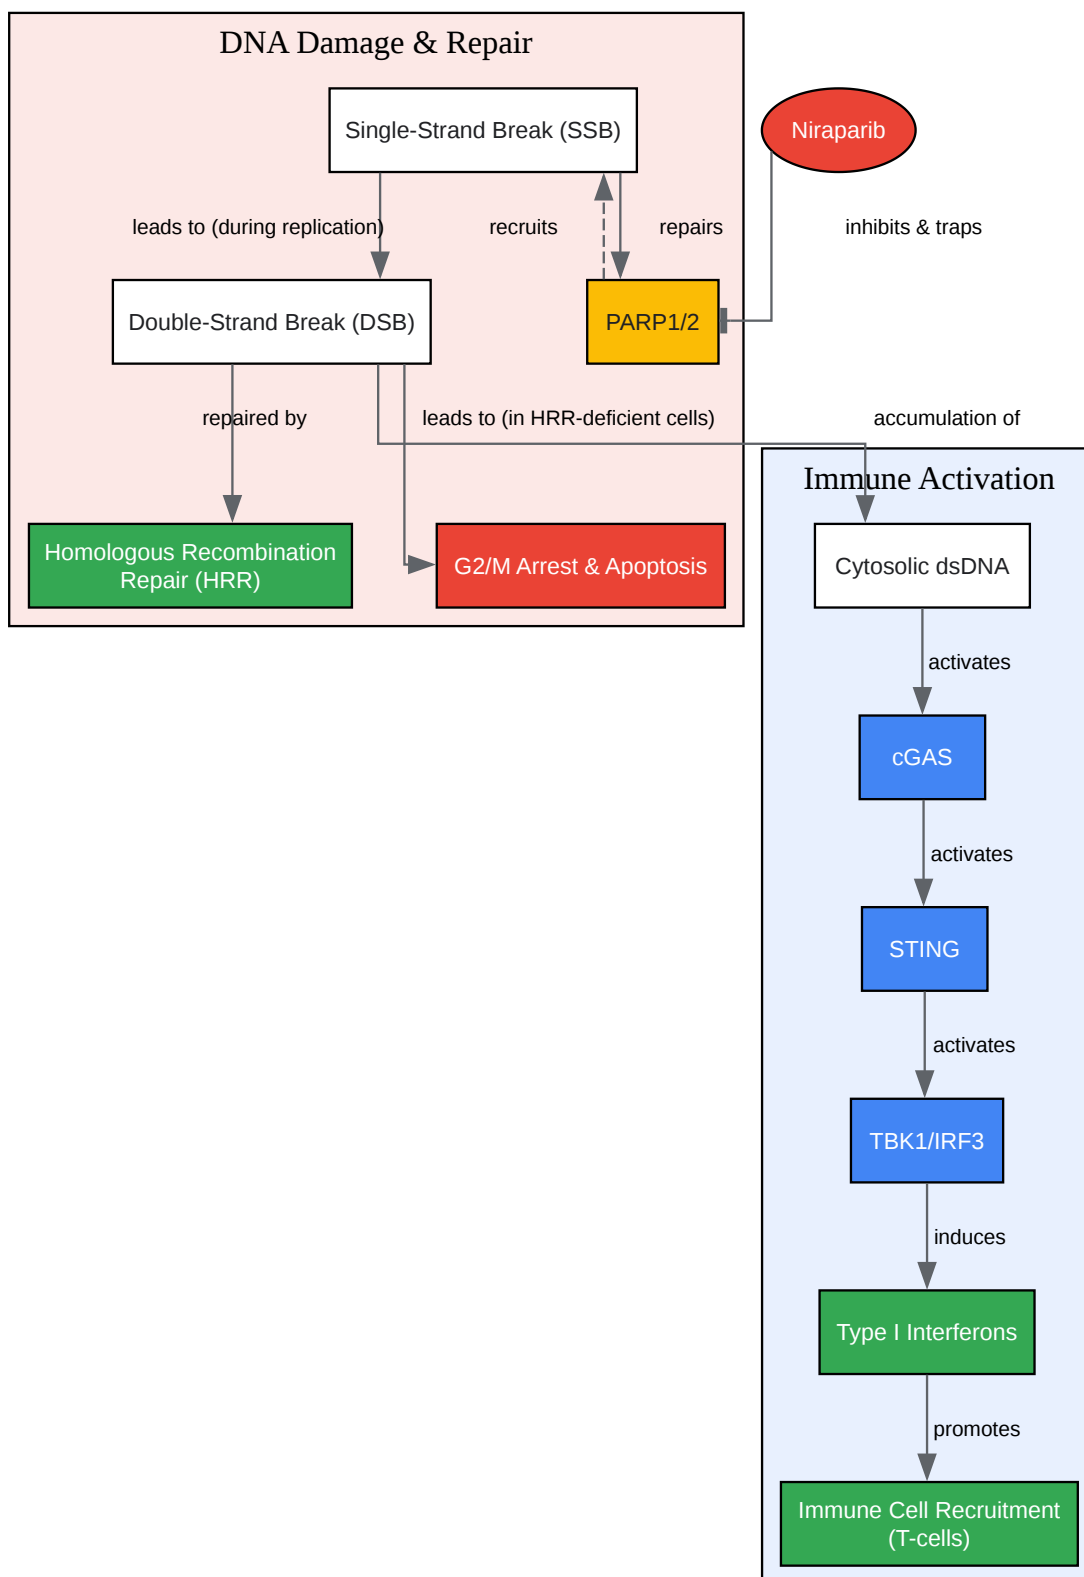 DNA Damage & Repair
Single-Strand Break (SSB)
Niraparib
leads to (during replication)
recruits
repairs
inhibits & traps
Double-Strand Break (DSB)
PARP1/2
repaired by
leads to (in HRR-deficient cells)
accumulation of
Immune Activation
Homologous Recombination
Repair (HRR)
G2/M Arrest & Apoptosis
Cytosolic dsDNA
activates
cGAS
activates
STING
activates
TBK1/IRF3
induces
Type I Interferons
promotes
Immune Cell Recruitment
(T-cells)